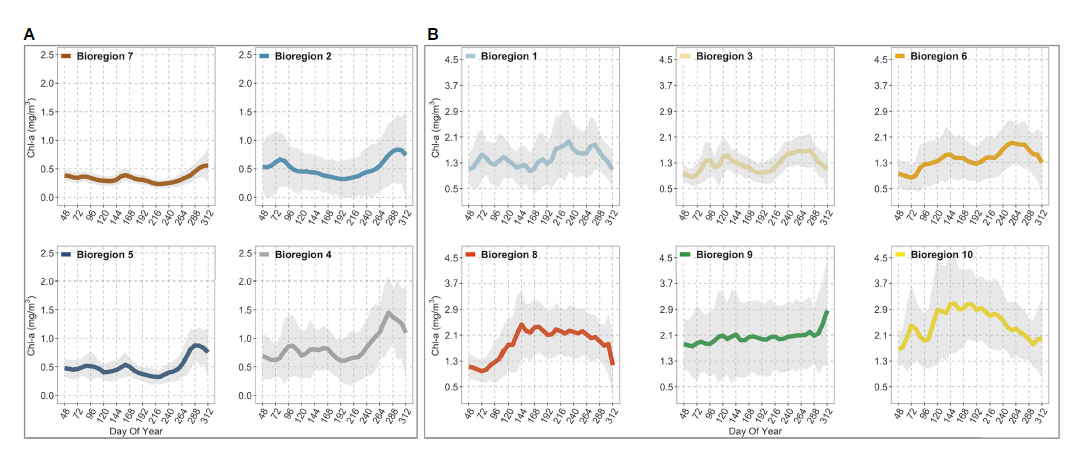 A
B
Bioregion 7
Bioregion 2
Bioregion 1
Bioregion 3
Bioregion 6
Chl-a (mg/m³)
2.5
2.0
1.5
1.0
0.5
0.0
48 72 96 120 144 168 192 216 240 264 288 312
2.5
2.0
1.5
1.0
0.5
0.0
48 72 96 120 144 168 192 216 240 264 288 312
Chl-a (mg/m³)
4.5
3.7
2.9
2.1
1.3
0.5
48 72 96 120 144 168 192 216 240 264 288 312
4.5
3.7
2.9
2.1
1.3
0.5
48 72 96 120 144 168 192 216 240 264 288 312
4.5
3.7
2.9
2.1
1.3
0.5
48 72 96 120 144 168 192 216 240 264 288 312
Bioregion 5
Bioregion 4
Bioregion 8
Bioregion 9
Bioregion 10
Chl-a (mg/m³)
2.5
2.0
1.5
1.0
0.5
0.0
48 72 96 120 144 168 192 216 240 264 288 312
Day Of Year
2.5
2.0
1.5
1.0
0.5
0.0
48 72 96 120 144 168 192 216 240 264 288 312
Chl-a (mg/m³)
4.5
3.7
2.9
2.1
1.3
0.5
48 72 96 120 144 168 192 216 240 264 288 312
Day Of Year
4.5
3.7
2.9
2.1
1.3
0.5
48 72 96 120 144 168 192 216 240 264 288 312
4.5
3.7
2.9
2.1
1.3
0.5
48 72 96 120 144 168 192 216 240 264 288 312